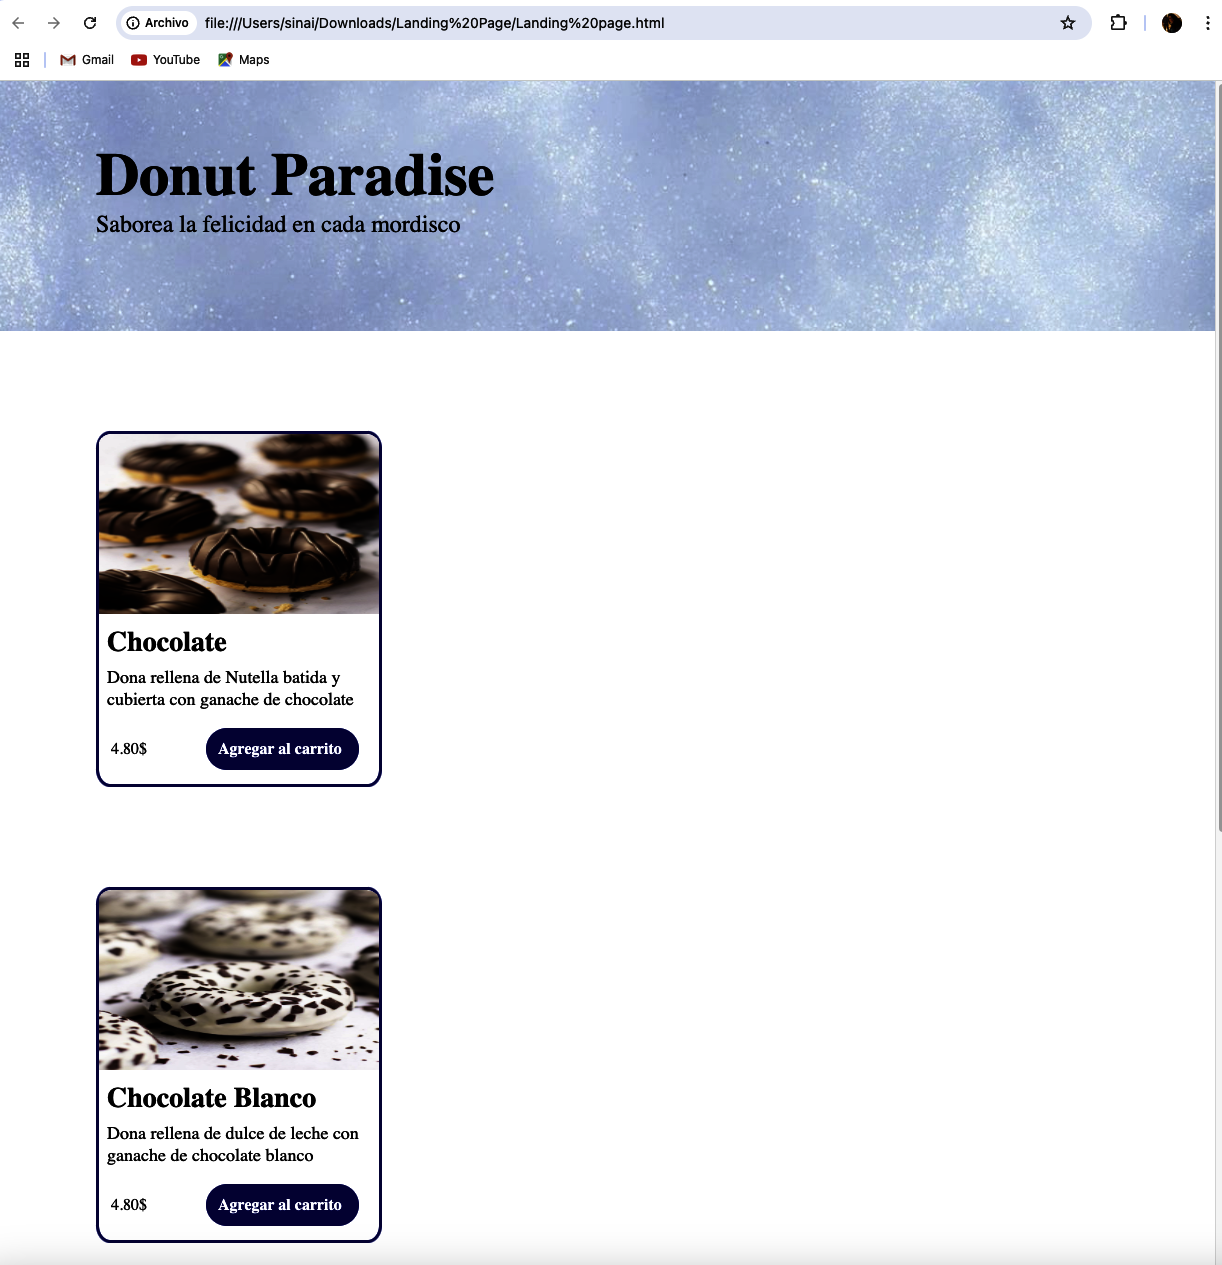 Archivo file:///Users/sinai/Downloads/Landing%20Page/Landing%20page.html
Gmail YouTube Maps
Donut Paradise
Saborea la felicidad en cada mordisco
Chocolate
Dona rellena de Nutella batida y
cubierta con ganache de chocolate
4.80$ Agregar al carrito
Chocolate Blanco
Dona rellena de dulce de leche con
ganache de chocolate blanco
4.80$ Agregar al carrito